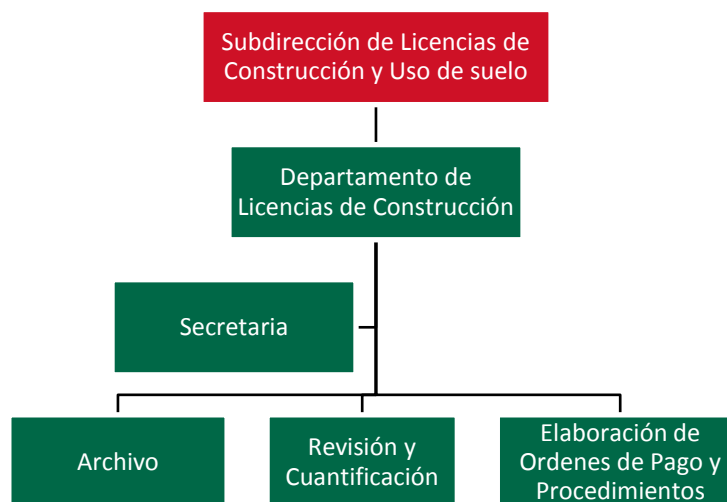 Subdirección de Licencias de
Construcción y Uso de suelo
Departamento de
Licencias de Construcción
Secretaria
Archivo
Revisión y
Cuantificación
Elaboración de
Ordenes de Pago y
Procedimientos